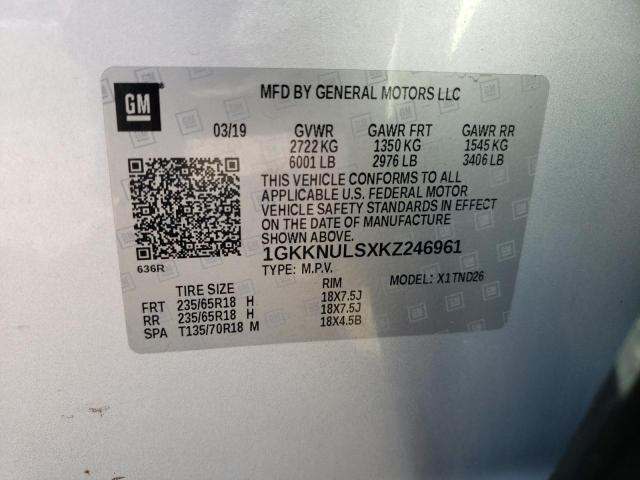 GM
MFD BY GENERAL MOTORS LLC
03/19 GVWR GAWR FRT GAWR RR
2722 KG 1350 KG 1545 KG
6001 LB 2976 LB 3406 LB
THIS VEHICLE CONFORMS TO ALL
APPLICABLE U.S. FEDERAL MOTOR
VEHICLE SAFETY STANDARDS IN EFFECT
ON THE DATE OF MANUFACTURE
SHOWN ABOVE.
1GKKNULSXKZ246961
636R
TYPE: M.P.V. MODEL: X1TND26
TIRE SIZE RIM
FRT 235/65R18 H 18X7.5J
RR 235/65R18 H 18X7.5J
SPA T135/70R18 M 18X4.5B